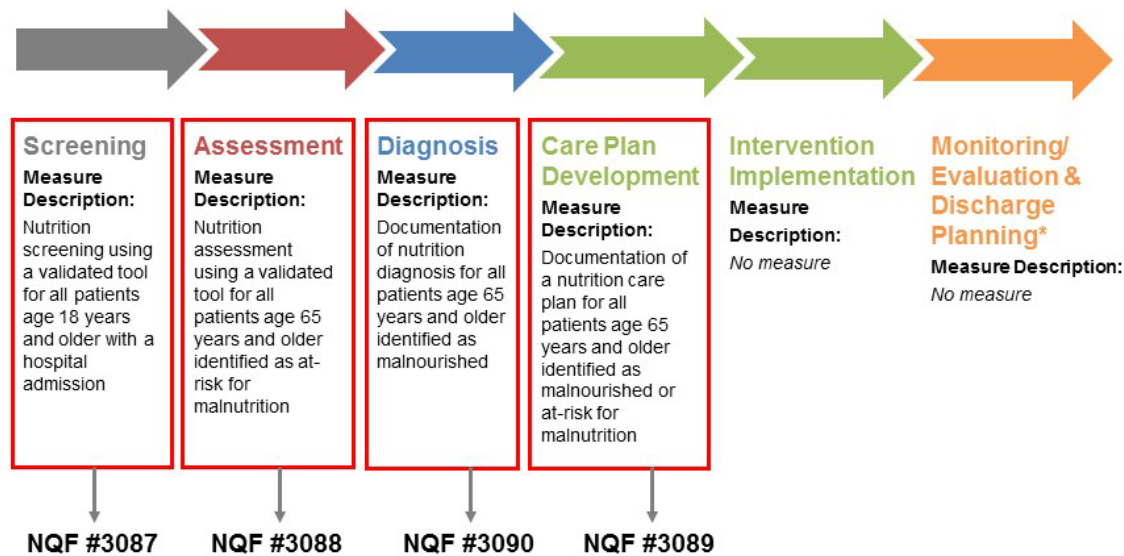 Screening
Measure
Description:
Nutrition
screening using
a validated tool
for all patients
age 18 years
and older with a
hospital
admission
Assessment
Measure
Description:
Nutrition
assessment
using a validated
tool for all
patients age 65
years and older
identified as at-
risk for
malnutrition
Diagnosis
Measure
Description:
Documentation
of nutrition
diagnosis for all
patients age 65
years and older
identified as
malnourished
Care Plan
Development
Measure
Description:
Documentation of
a nutrition care
plan for all
patients age 65
years and older
identified as
malnourished or
at-risk for
malnutrition
Intervention
Implementation
Measure
Description:
No measure
Monitoring/
Evaluation &
Discharge
Planning*
Measure Description:
No measure
NQF #3087
NQF #3088
NQF #3090
NQF #3089